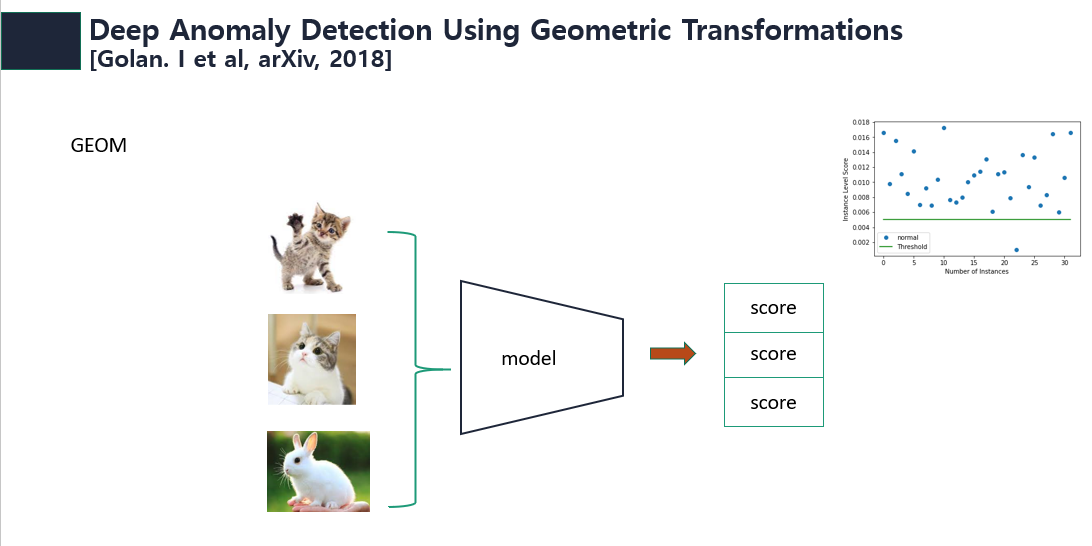 Deep Anomaly Detection Using Geometric Transformations
[Golan. I et al, arXiv, 2018]
GEOM
model
score
score
score
0.018
0.016
0.014
0.012
0.010
0.008
0.006
0.004
0.002
Instance Level Score
normal
Threshold
0 5 10 15 20 25 30
Number of Instances